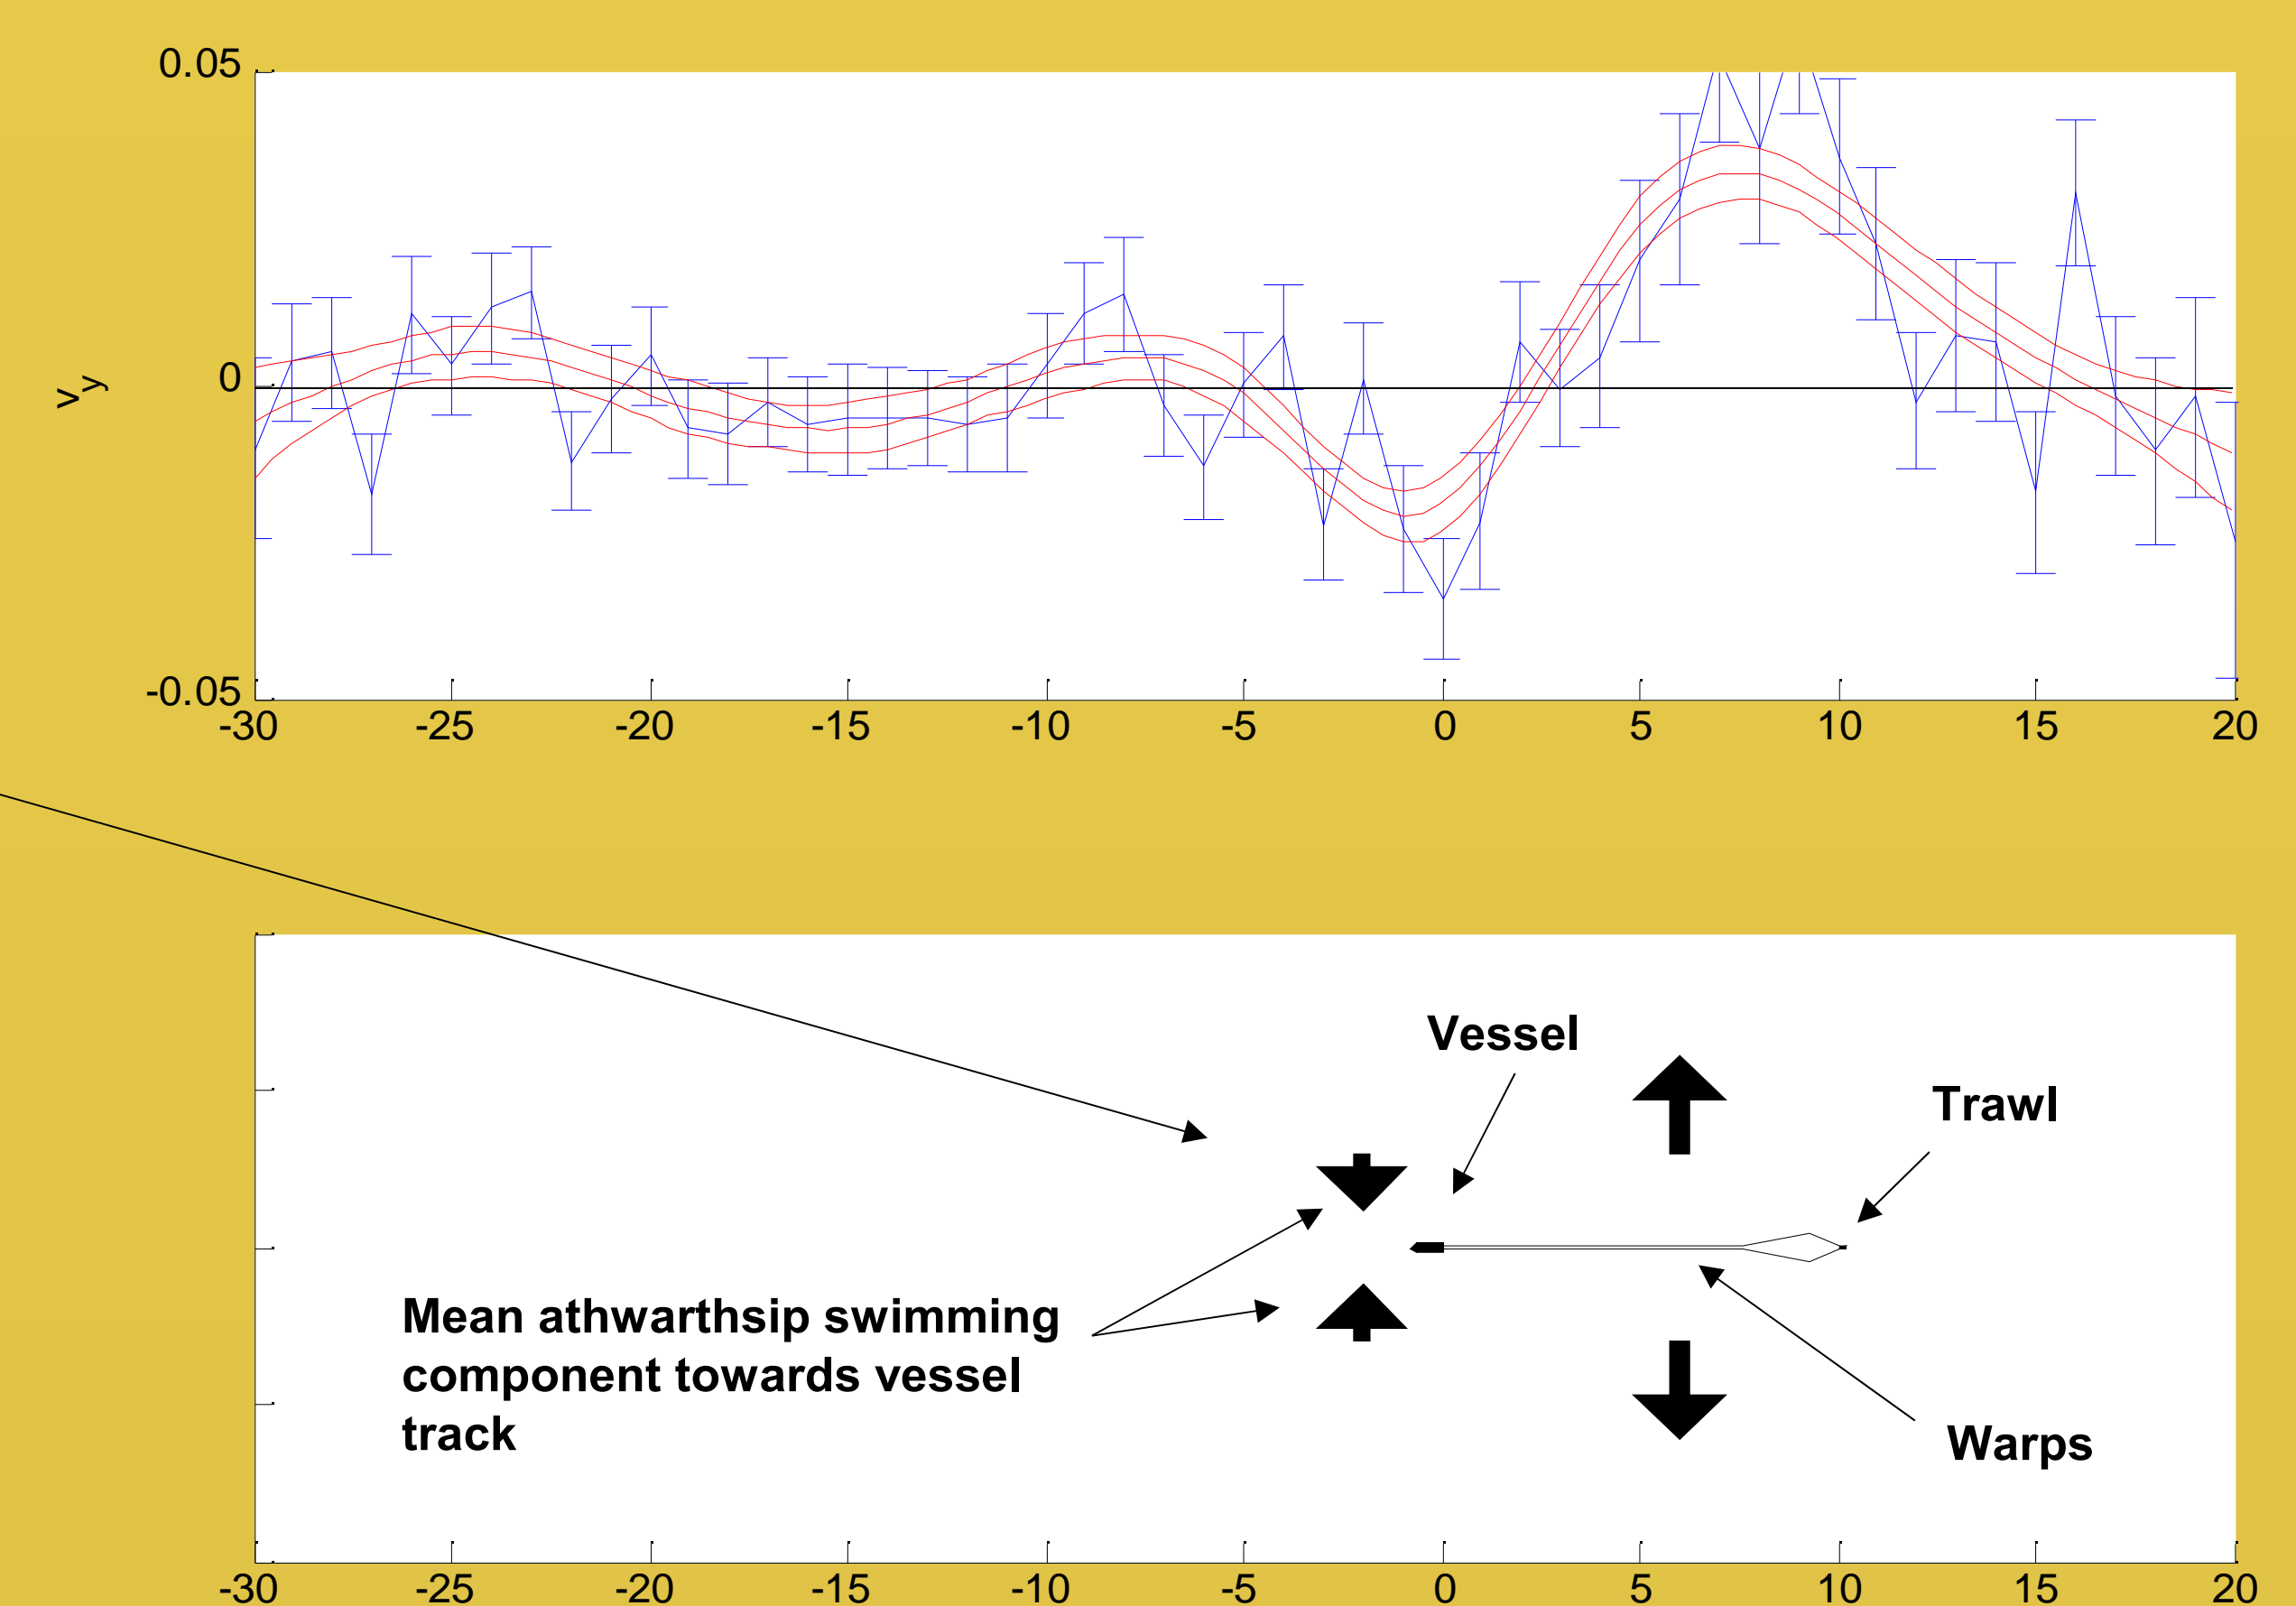 0.05
0
-0.05
vy
-30 -25 -20 -15 -10 -5 0 5 10 15 20
Vessel
Trawl
Mean athwarthsip swimming
component towards vessel
track
Warps
-30 -25 -20 -15 -10 -5 0 5 10 15 20